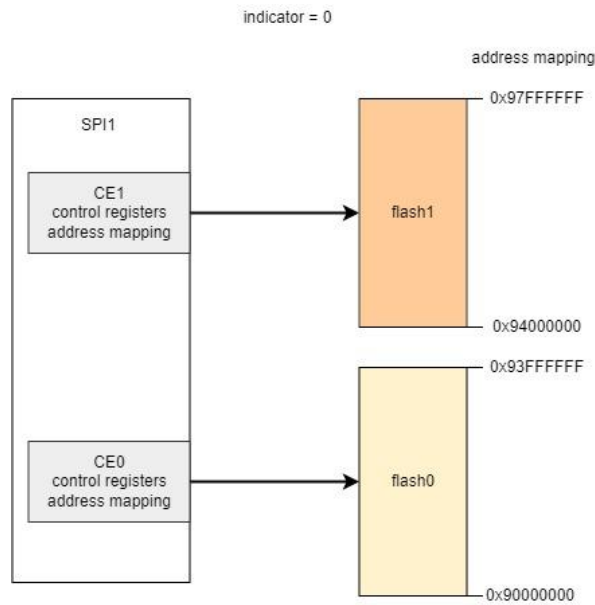 indicator = 0
address mapping
0x97FFFFFF
SPI1
CE1
control registers
address mapping
flash1
0x94000000
0x93FFFFFF
CE0
control registers
address mapping
flash0
0x90000000